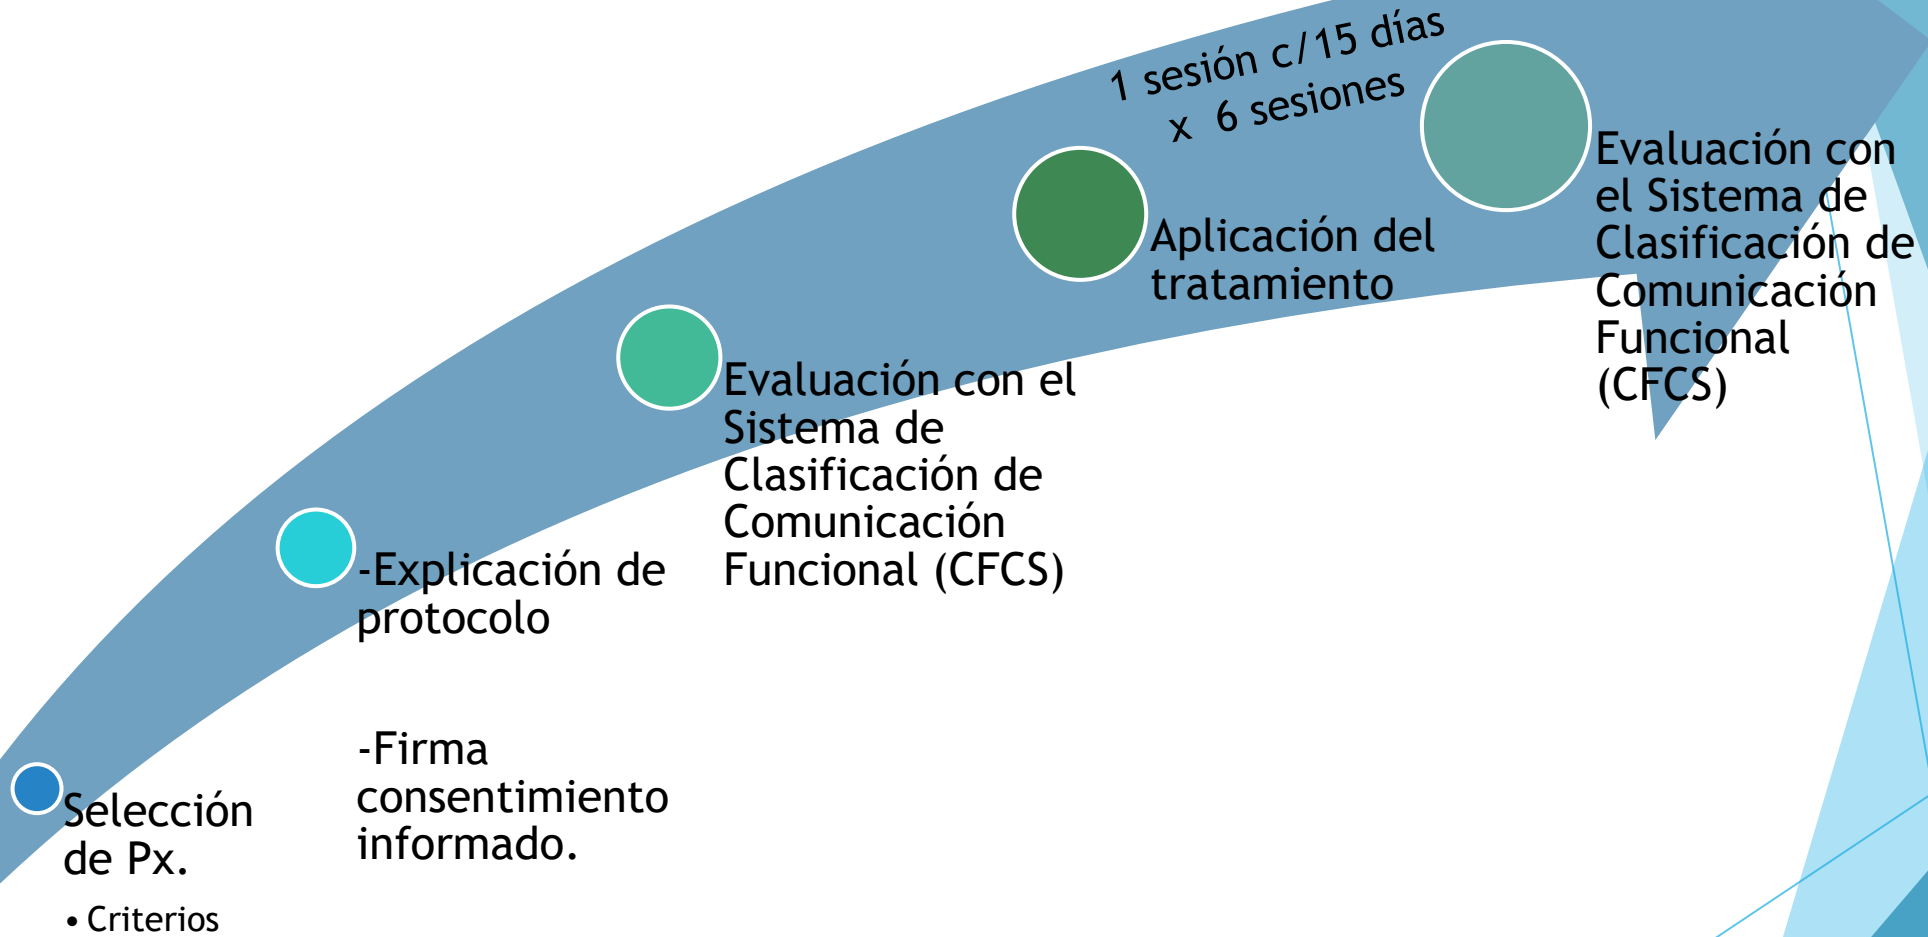 Selección
de Px.
• Criterios
-Explicación de
protocolo
-Firma
consentimiento
informado.
Evaluación con el
Sistema de
Clasificación de
Comunicación
Funcional (CFCS)
Aplicación del
tratamiento
1 sesión c/15 días
x 6 sesiones
Evaluación con
el Sistema de
Clasificación de
Comunicación
Funcional
(CFCS)